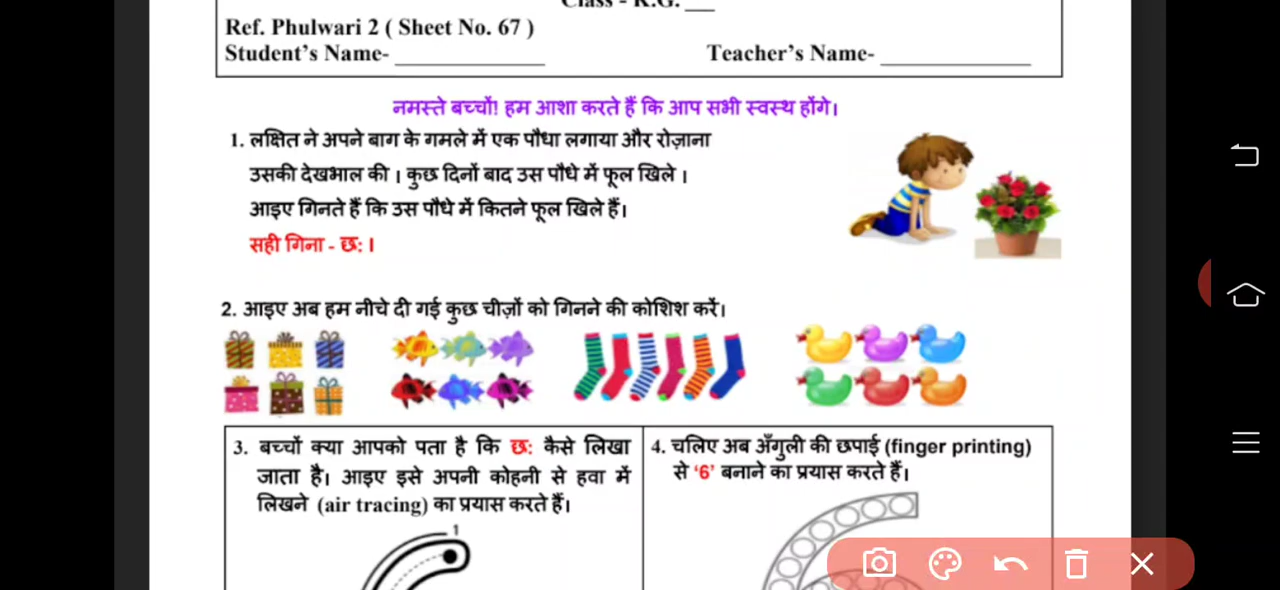 Class - K.G. ___
Ref. Phulwari 2 ( Sheet No. 67 )
Student’s Name- _____________ Teacher’s Name- _____________
नमस्ते बच्चों! हम आशा करते हैं कि आप सभी स्वस्थ होंगे।
1. लक्षित ने अपने बाग के गमले में एक पौधा लगाया और रोज़ाना
उसकी देखभाल की । कुछ दिनों बाद उस पौधे में फूल खिले ।
आइए गिनते हैं कि उस पौधे में कितने फूल खिले हैं।
सही गिना - छ: ।
2. आइए अब हम नीचे दी गई कुछ चीज़ों को गिनने की कोशिश करें।
3. बच्चों क्या आपको पता है कि छ: कैसे लिखा
जाता है। आइए इसे अपनी कोहनी से हवा में
लिखने (air tracing) का प्रयास करते हैं।
1
4. चलिए अब अँगुली की छपाई (finger printing)
से ‘6’ बनाने का प्रयास करते हैं।